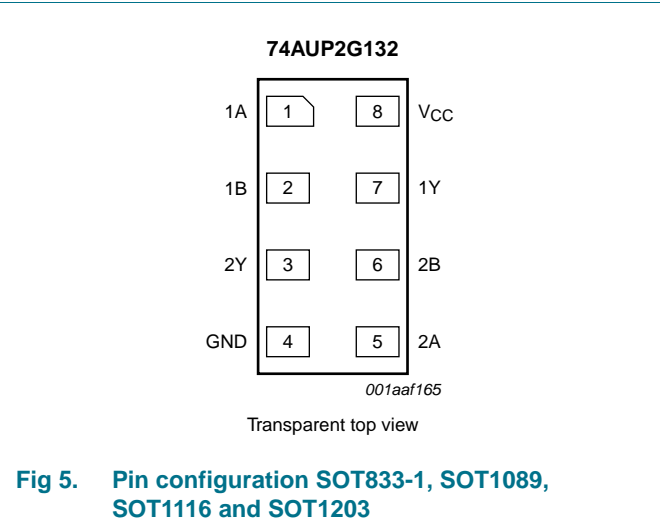 74AUP2G132
1A 1 8 VCC
1B 2 7 1Y
2Y 3 6 2B
GND 4 5 2A
001aaf165
Transparent top view
Fig 5. Pin configuration SOT833-1, SOT1089,
SOT1116 and SOT1203